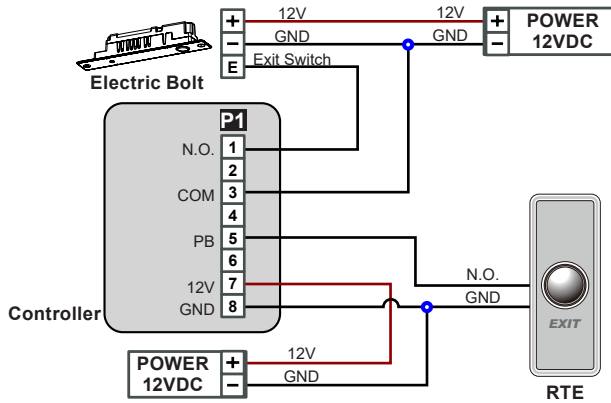 + 12V 12V + POWER 12VDC
− GND GND −
E Exit Switch
Electric Bolt
P1
N.O. 1
2
COM 3
4
PB 5
6
12V 7
GND 8
Controller
N.O.
GND
EXIT
RTE
POWER 12VDC + 12V
− GND